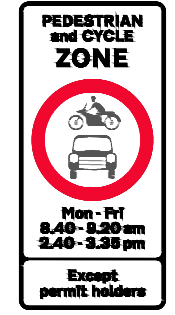 PEDESTRIAN
and CYCLE
ZONE
Mon - Fri
8.40 - 9.20 am
2.40 - 3.35 pm
Except
permit holders